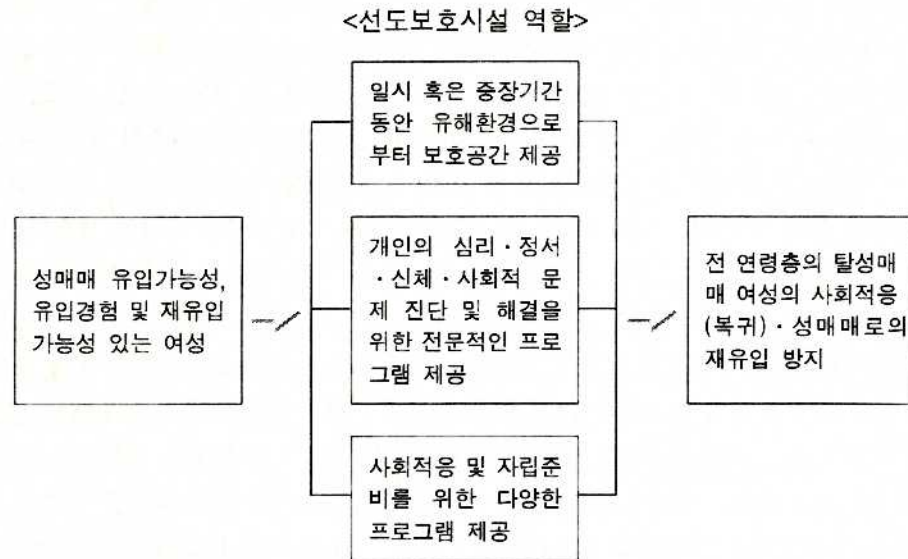 <선도보호시설 역할>
일시 혹은 중장기간
동안 유해환경으로
부터 보호공간 제공
성매매 유입가능성,
유입경험 및 재유입
가능성 있는 여성
개인의 심리·정서
·신체·사회적 문
제 진단 및 해결을
위한 전문적인 프로
그램 제공
전 연령층의 탈성매
매 여성의 사회적응
(복귀)·성매매로의
재유입 방지
사회적응 및 자립준
비를 위한 다양한
프로그램 제공